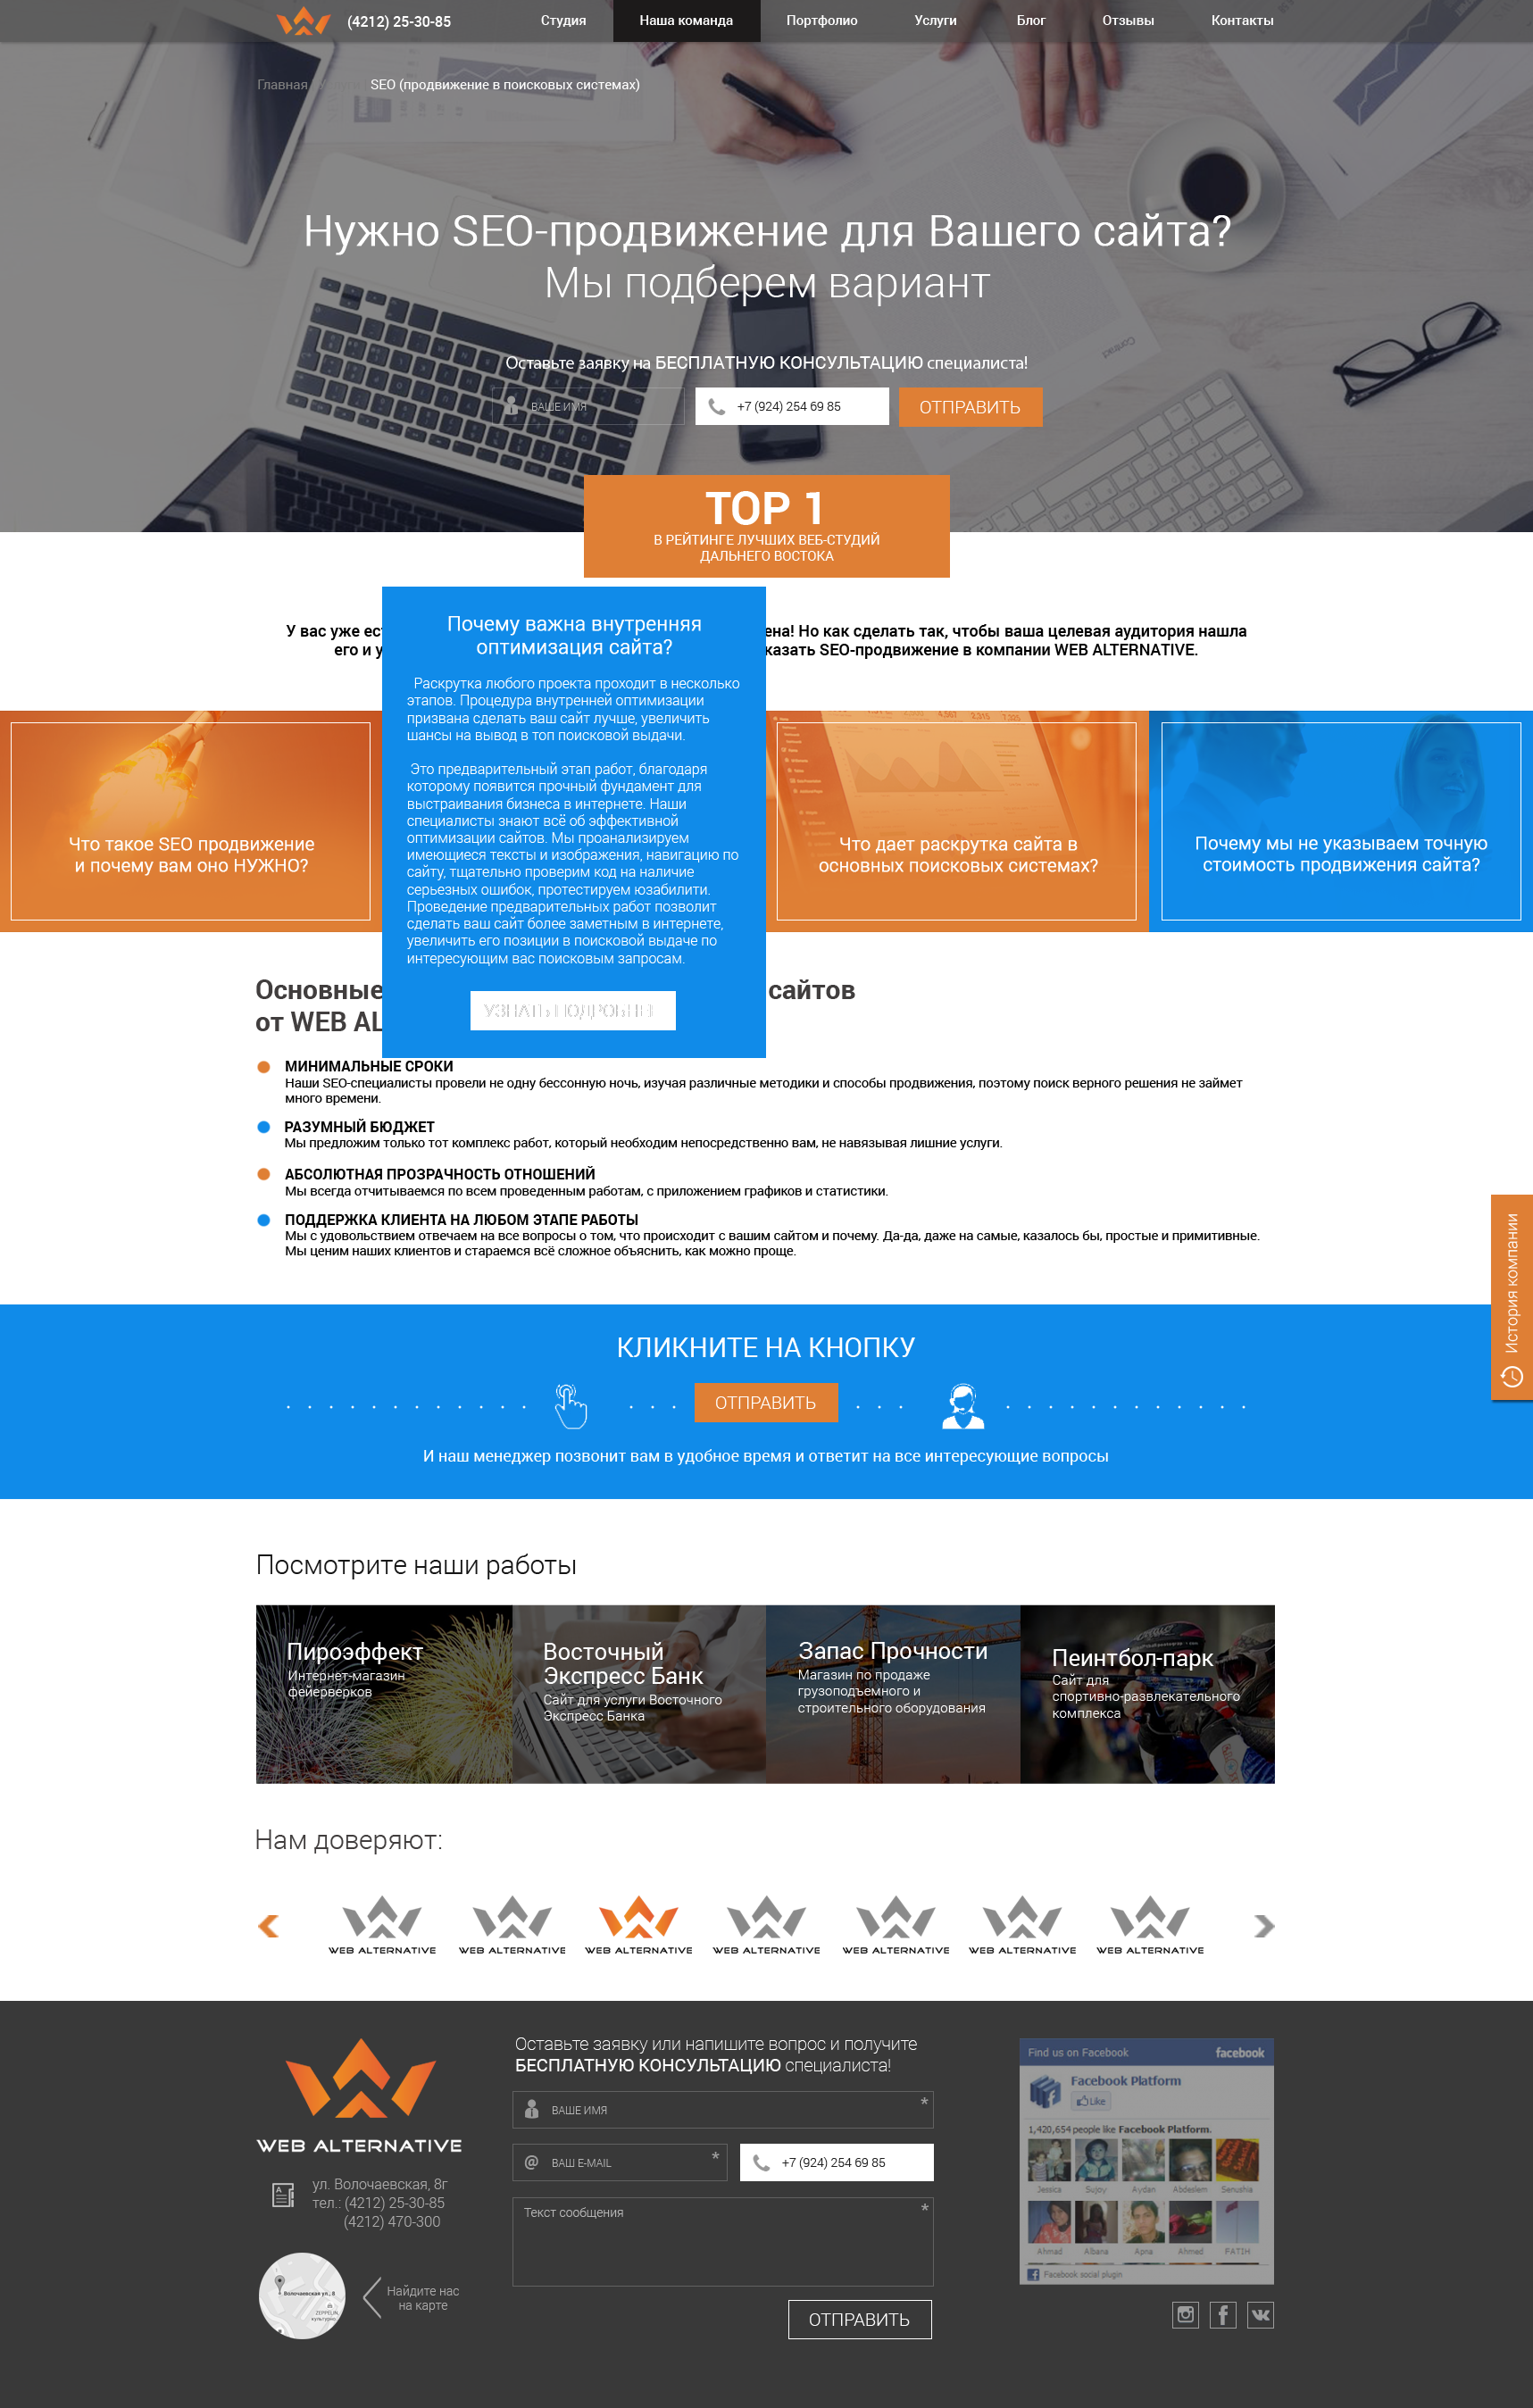 (4212) 25-30-85
Студия
Наша команда
Портфолио
Услуги
Блог
Отзывы
Контакты
Главная
SEO (продвижение в поисковых системах)
Нужно SEO-продвижение для Вашего сайта?
Мы подберем вариант
Оставьте заявку на БЕСПЛАТНУЮ КОНСУЛЬТАЦИЮ специалиста!
ВАШЕ ИМЯ
+7 (924) 254 69 85
ОТПРАВИТЬ
TOP 1
В РЕЙТИНГЕ ЛУЧШИХ ВЕБ-СТУДИЙ
ДАЛЬНЕГО ВОСТОКА
У вас уже ена! Но как сделать так, чтобы ваша целевая аудитория нашла
его и казать SEO-продвижение в компании WEB ALTERNATIVE.
Почему важна внутренняя
оптимизация сайта?
Раскрутка любого проекта проходит в несколько
этапов. Процедура внутренней оптимизации
призвана сделать ваш сайт лучше, увеличить
шансы на вывод в топ поисковой выдачи.
Это предварительный этап работ, благодаря
которому появится прочный фундамент для
выстраивания бизнеса в интернете. Наши
специалисты знают всё об эффективной
оптимизации сайтов. Мы проанализируем
имеющиеся тексты и изображения, навигацию по
сайту, тщательно проверим код на наличие
серьезных ошибок, протестируем юзабилити.
Проведение предварительных работ позволит
сделать ваш сайт более заметным в интернете,
увеличить его позиции в поисковой выдаче по
интересующим вас поисковым запросам.
Что такое SEO продвижение
и почему вам оно НУЖНО?
Что дает раскрутка сайта в
основных поисковых системах?
Почему мы не указываем точную
стоимость продвижения сайта?
Основные сайтов
от WEB AL
МИНИМАЛЬНЫЕ СРОКИ
Наши SEO-специалисты провели не одну бессонную ночь, изучая различные методики и способы продвижения, поэтому поиск верного решения не займет
много времени.
РАЗУМНЫЙ БЮДЖЕТ
Мы предложим только тот комплекс работ, который необходим непосредственно вам, не навязывая лишние услуги.
АБСОЛЮТНАЯ ПРОЗРАЧНОСТЬ ОТНОШЕНИЙ
Мы всегда отчитываемся по всем проведенным работам, с приложением графиков и статистики.
ПОДДЕРЖКА КЛИЕНТА НА ЛЮБОМ ЭТАПЕ РАБОТЫ
Мы с удовольствием отвечаем на все вопросы о том, что происходит с вашим сайтом и почему. Да-да, даже на самые, казалось бы, простые и примитивные.
Мы ценим наших клиентов и стараемся всё сложное объяснить, как можно проще.
История компании
КЛИКНИТЕ НА КНОПКУ
ОТПРАВИТЬ
И наш менеджер позвонит вам в удобное время и ответит на все интересующие вопросы
Посмотрите наши работы
Пироэффект
Интернет-магазин
фейерверков
Восточный
Экспресс Банк
Сайт для услуги Восточного
Экспресс Банка
Запас Прочности
Магазин по продаже
грузоподъемного и
строительного оборудования
Пеинтбол-парк
Сайт для
спортивно-развлекательного
комплекса
Нам доверяют:
WEB ALTERNATIVE
WEB ALTERNATIVE
WEB ALTERNATIVE
WEB ALTERNATIVE
WEB ALTERNATIVE
WEB ALTERNATIVE
WEB ALTERNATIVE
WEB ALTERNATIVE
ул. Волочаевская, 8г
тел.: (4212) 25-30-85
(4212) 470-300
Волочаевская ул., 8
Найдите нас
на карте
Оставьте заявку или напишите вопрос и получите
БЕСПЛАТНУЮ КОНСУЛЬТАЦИЮ специалиста!
ВАШЕ ИМЯ *
ВАШ E-MAIL *
+7 (924) 254 69 85
Текст сообщения *
ОТПРАВИТЬ
Find us on Facebook facebook
Facebook Platform
Like
1,420,654 people like Facebook Platform.
Jessica Sujoy Aydan Abdeslem Senushia
Ahmad Albana Apna Ahmed FATIH
Facebook social plugin